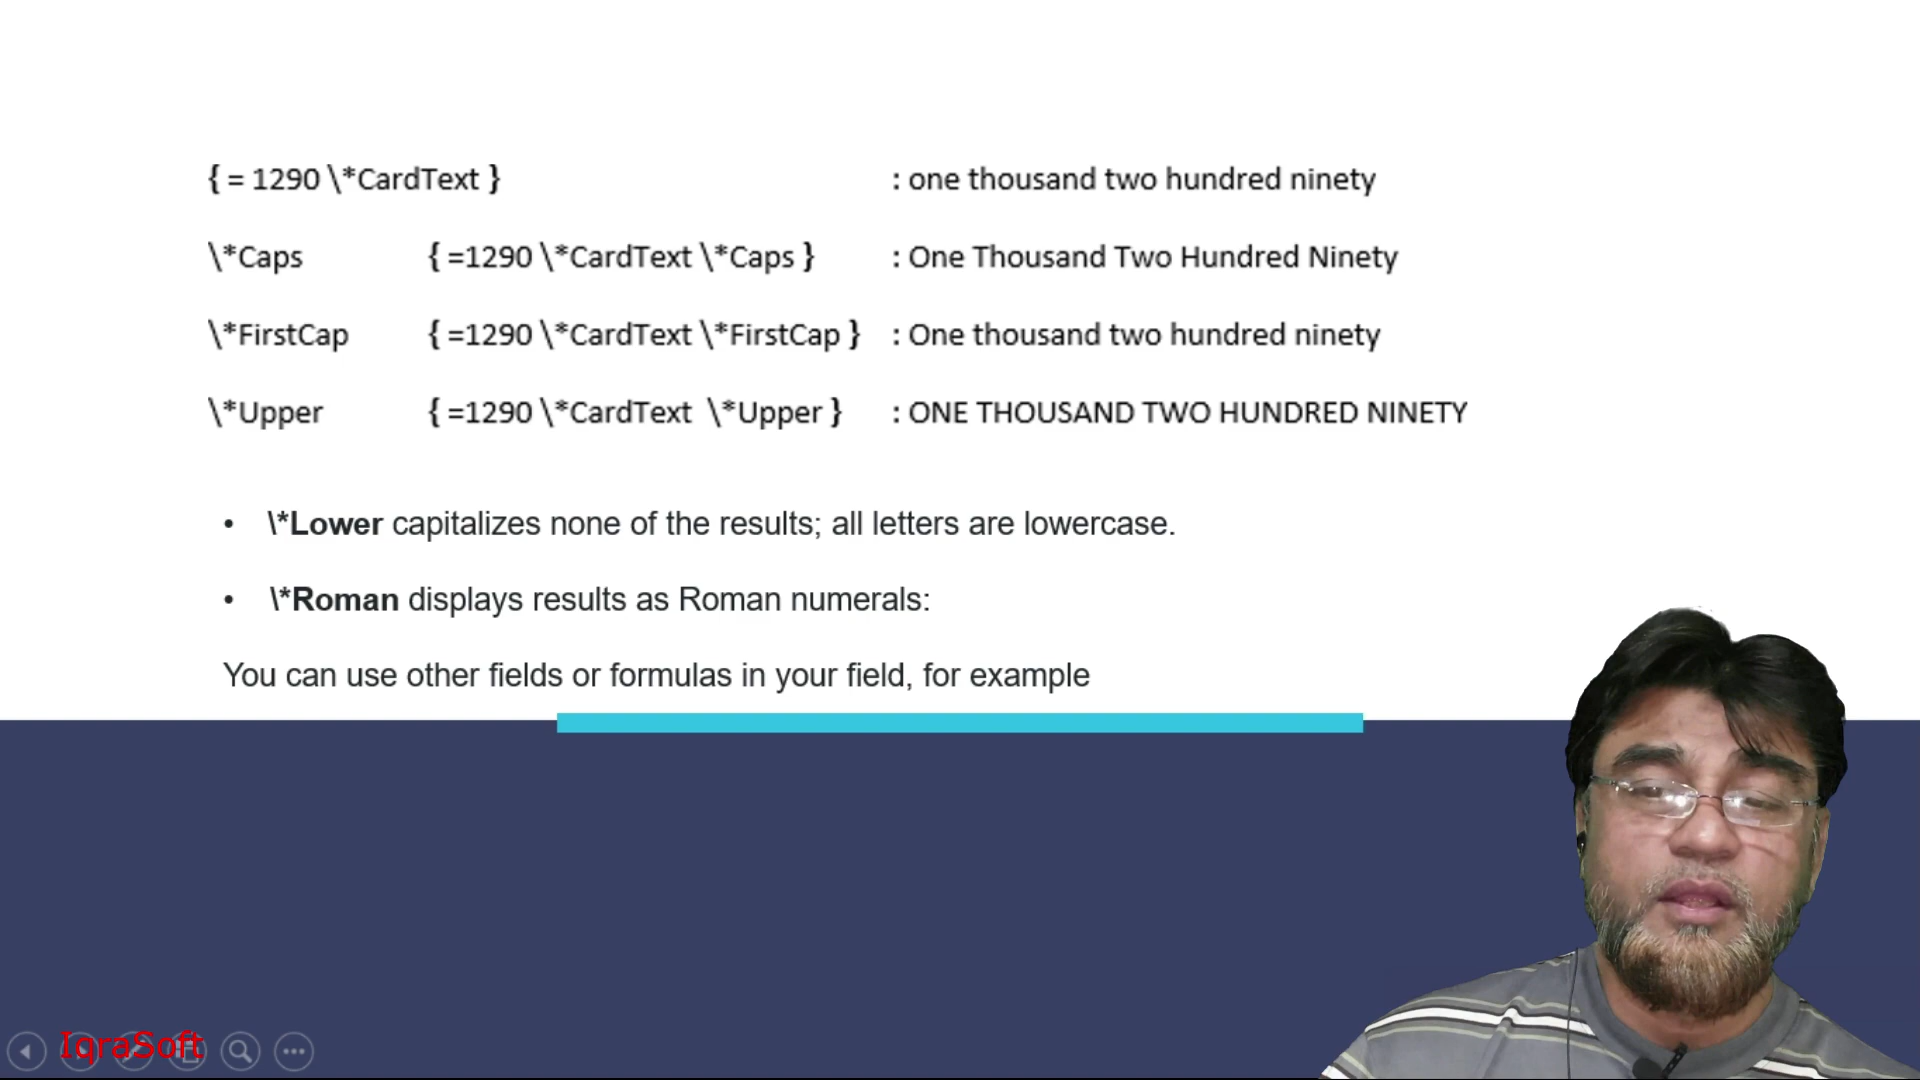 { = 1290 \*CardText } : one thousand two hundred ninety
\*Caps { =1290 \*CardText \*Caps } : One Thousand Two Hundred Ninety
\*FirstCap { =1290 \*CardText \*FirstCap } : One thousand two hundred ninety
\*Upper { =1290 \*CardText \*Upper } : ONE THOUSAND TWO HUNDRED NINETY
• \*Lower capitalizes none of the results; all letters are lowercase.
• \*Roman displays results as Roman numerals:
You can use other fields or formulas in your field, for example
IqraSoft